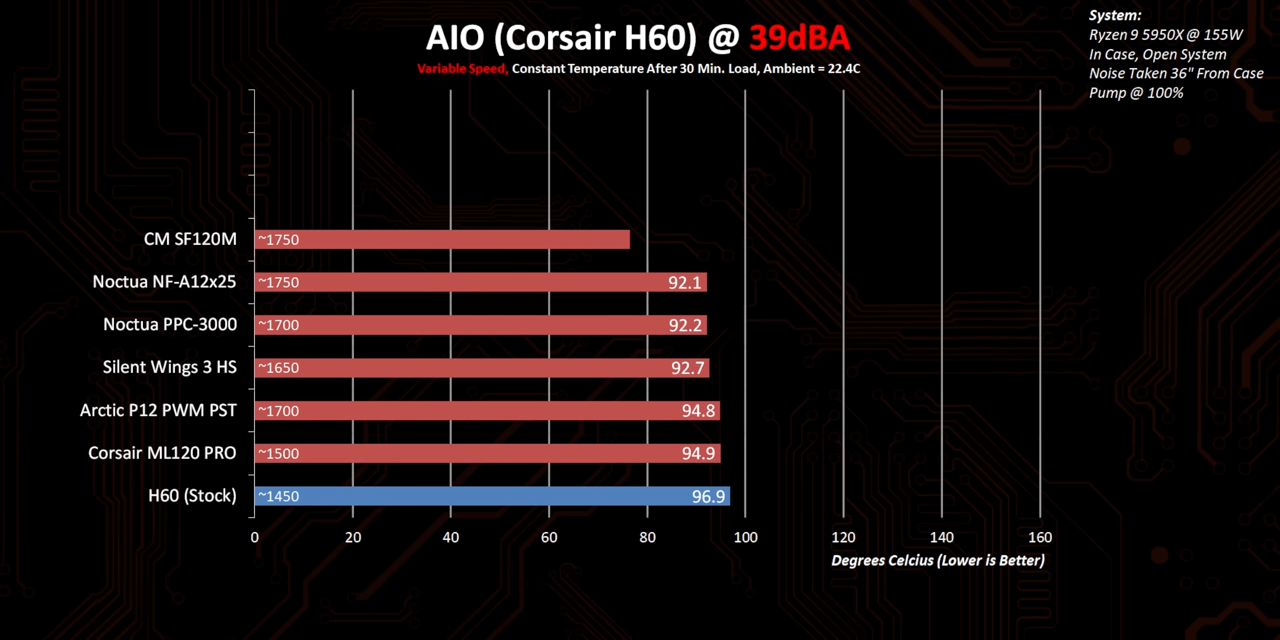 AIO (Corsair H60) @ 39dBA
Variable Speed, Constant Temperature After 30 Min. Load, Ambient = 22.4C
System:
Ryzen 9 5950X @ 155W
In Case, Open System
Noise Taken 36" From Case
Pump @ 100%
CM SF120M ~1750
Noctua NF-A12x25 ~1750 92.1
Noctua PPC-3000 ~1700 92.2
Silent Wings 3 HS ~1650 92.7
Arctic P12 PWM PST ~1700 94.8
Corsair ML120 PRO ~1500 94.9
H60 (Stock) ~1450 96.9
0 20 40 60 80 100 120 140 160
Degrees Celcius (Lower is Better)